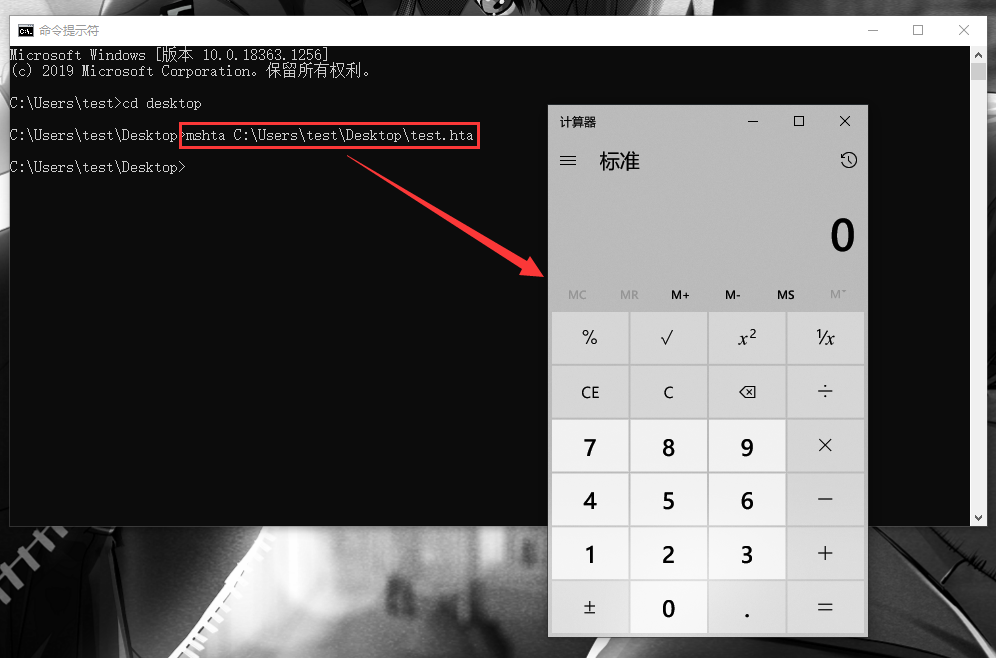 命令提示符
Microsoft Windows [版本 10.0.18363.1256]
(c) 2019 Microsoft Corporation。保留所有权利。
C:\Users\test>cd desktop
C:\Users\test\Desktop>mshta C:\Users\test\Desktop\test.hta
C:\Users\test\Desktop>
计算器
标准
0
MC MR M+ M- MS M˅
% √ x² ¹/x
CE C ÷
7 8 9 ×
4 5 6 −
1 2 3 +
± 0 . =